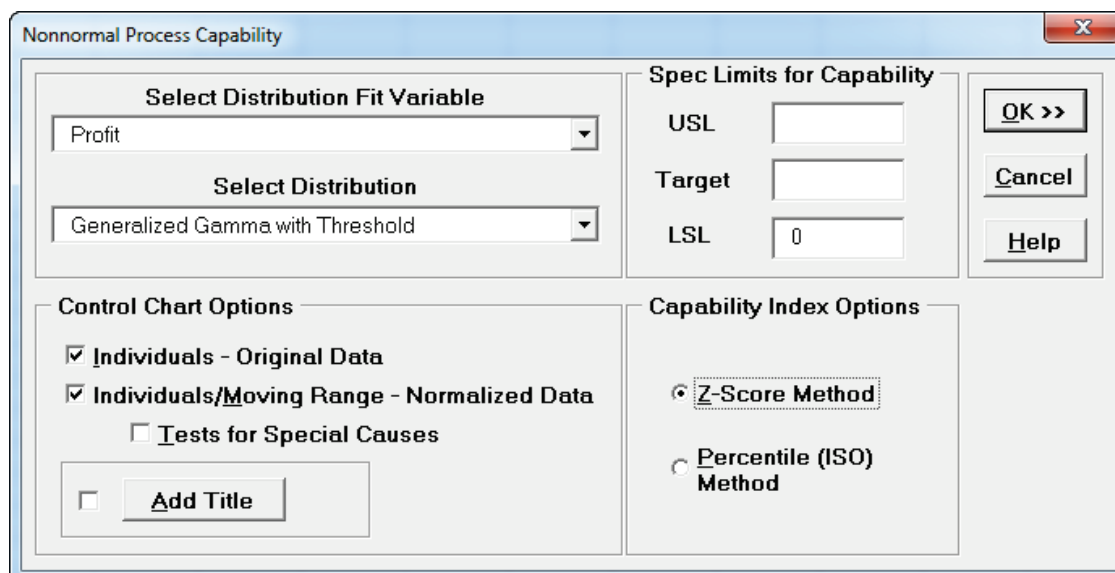 Nonnormal Process Capability
Select Distribution Fit Variable
Profit
Select Distribution
Generalized Gamma with Threshold
Spec Limits for Capability
USL
Target
LSL 0
OK >>
Cancel
Help
Control Chart Options
Individuals - Original Data
Individuals/Moving Range - Normalized Data
Tests for Special Causes
Add Title
Capability Index Options
Z-Score Method
Percentile (ISO)
Method